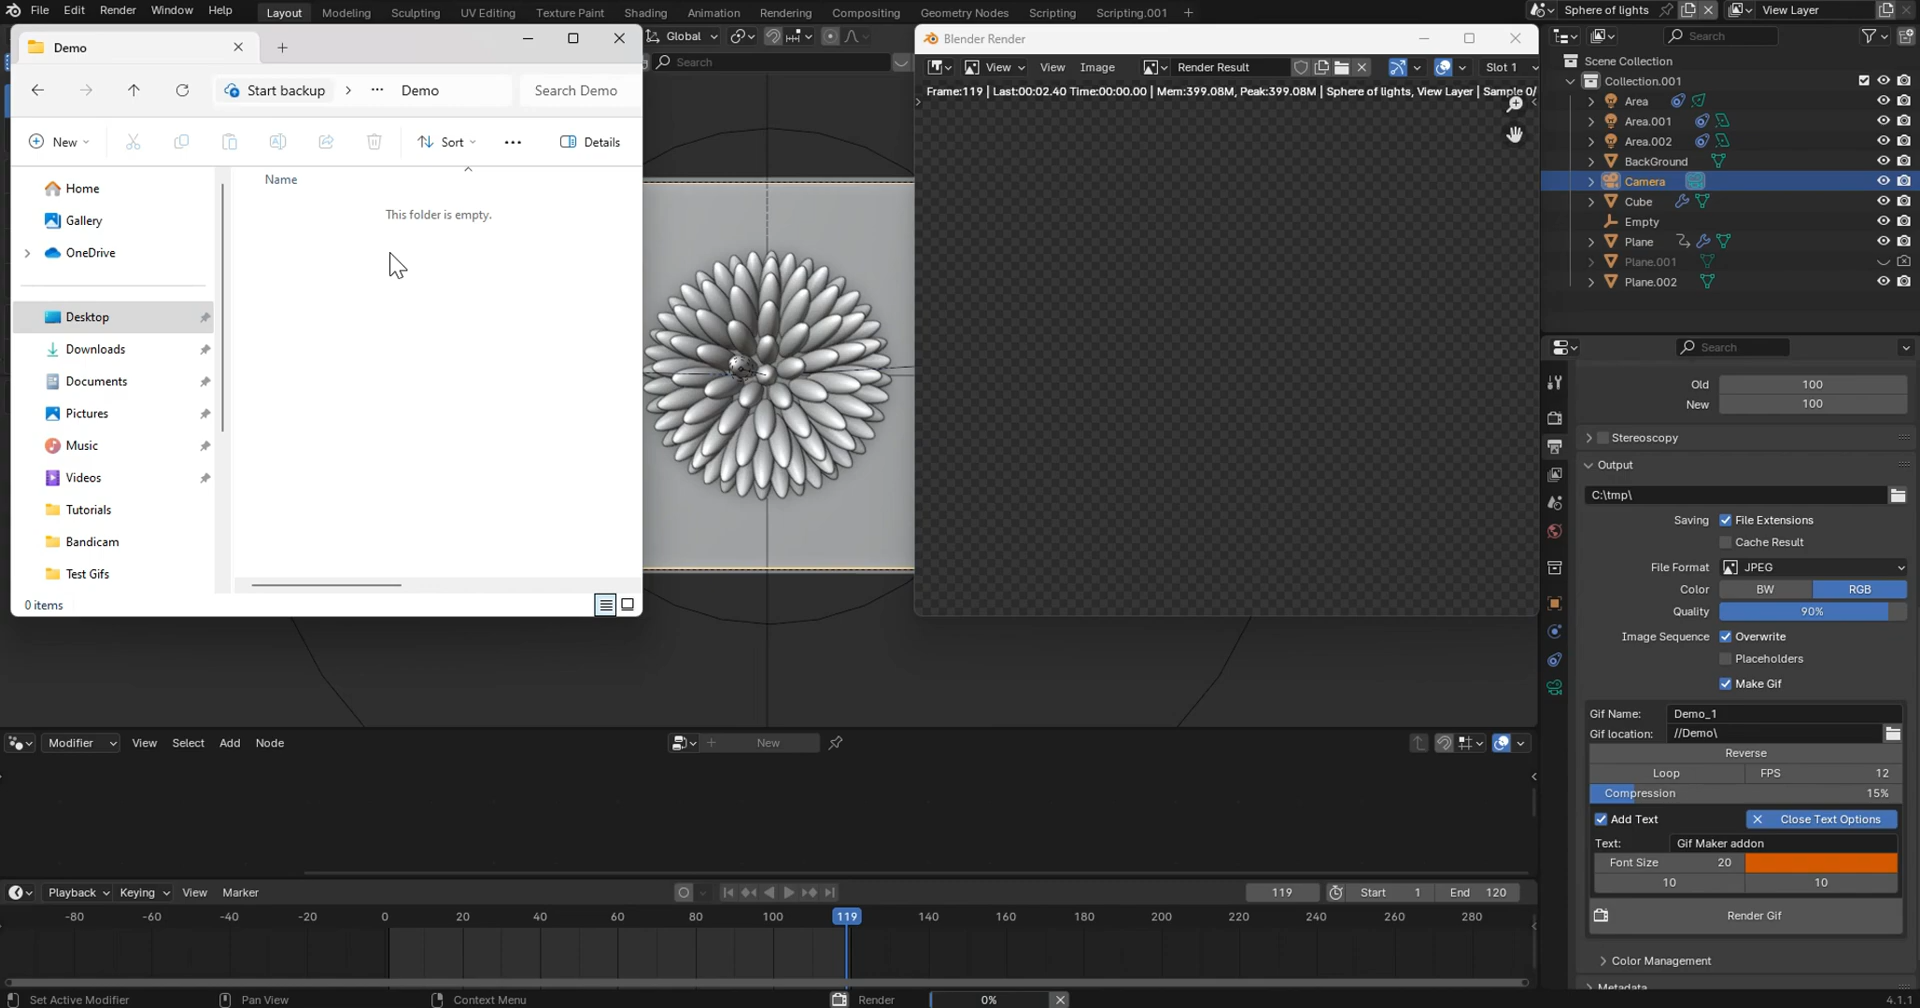 File Edit Render Window Help Layout Modeling Sculpting UV Editing Texture Paint Shading Animation Rendering Compositing Geometry Nodes Scripting Scripting.001 +
Sphere of lights View Layer
Demo
Start backup > ... Demo Search Demo
New Sort ... Details
Name
This folder is empty.
Home
Gallery
OneDrive
Desktop
Downloads
Documents
Pictures
Music
Videos
Tutorials
Bandicam
Test Gifs
0 items
Global
Search
Blender Render
View View Image Render Result Slot 1
Frame:119 | Last:00:02.40 Time:00:00.00 | Mem:399.08M, Peak:399.08M | Sphere of lights, View Layer | Sample 0/
Search
Scene Collection
Collection.001
Area
Area.001
Area.002
BackGround
Camera
Cube
Empty
Plane
Plane.001
Plane.002
Search
Old 100
New 100
Stereoscopy
Output
C:\tmp\
Saving File Extensions
Cache Result
File Format JPEG
Color BW RGB
Quality 90%
Image Sequence Overwrite
Placeholders
Make Gif
Gif Name: Demo_1
Gif location: //Demo\
Reverse
Loop FPS 12
Compression 15%
Add Text Close Text Options
Text: Gif Maker addon
Font Size 20
10 10
Render Gif
Color Management
Metadata
Modifier View Select Add Node
New
Playback Keying View Marker
119 Start 1 End 120
-80 -60 -40 -20 0 20 40 60 80 100 119 140 160 180 200 220 240 260 280
Set Active Modifier Pan View Context Menu Render 0% 4.1.1